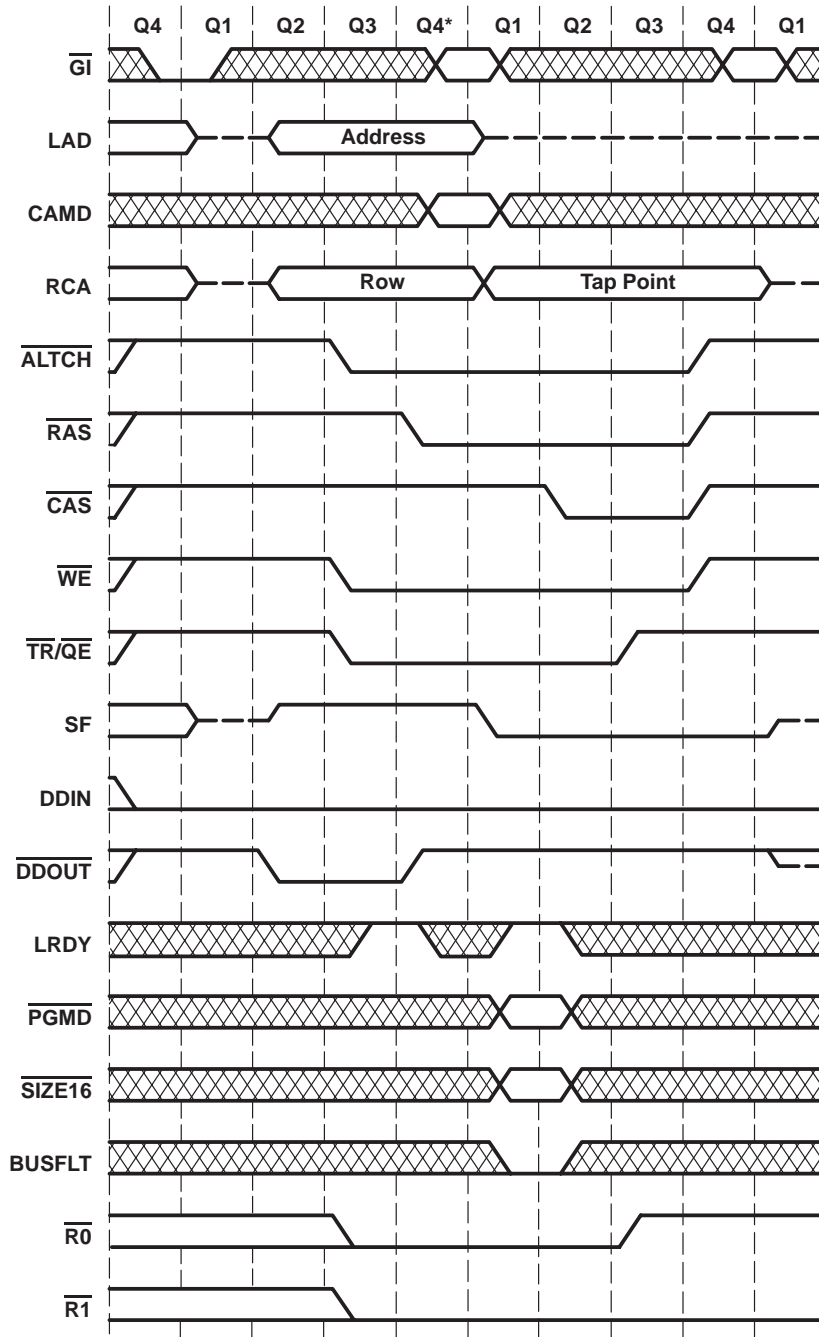 Q4 Q1 Q2 Q3 Q4* Q1 Q2 Q3 Q4 Q1
GI
LAD Address
CAMD
RCA Row Tap Point
ALTCH
RAS
CAS
WE
TR/QE
SF
DDIN
DDOUT
LRDY
PGMD
SIZE16
BUSFLT
R0
R1